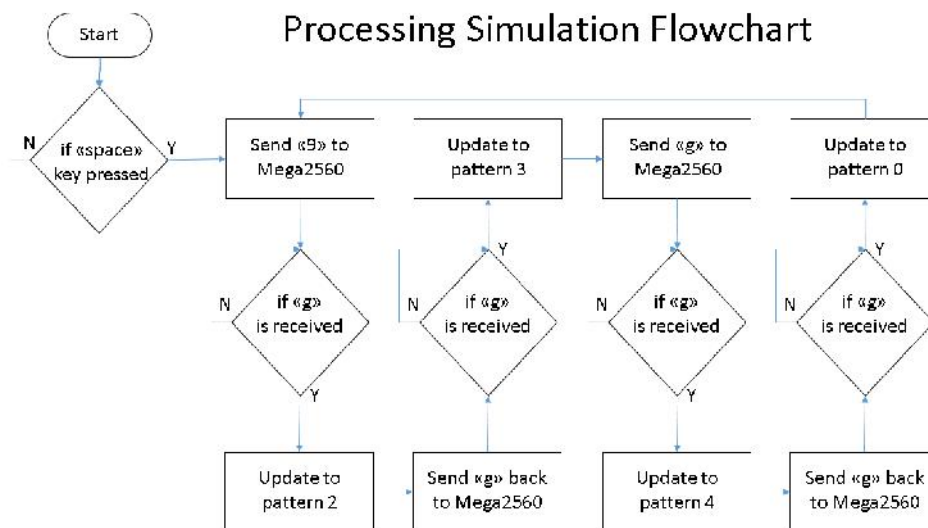 Processing Simulation Flowchart
Start
N
if «space»
key pressed
Y
Send «9» to
Mega2560
Update to
pattern 3
Send «g» to
Mega2560
Update to
pattern 0
N
if «g»
is received
Y
N
if «g»
is received
Y
N
if «g»
is received
Y
N
if «g»
is received
Y
Update to
pattern 2
Send «g» back
to Mega2560
Update to
pattern 4
Send «g» back
to Mega2560